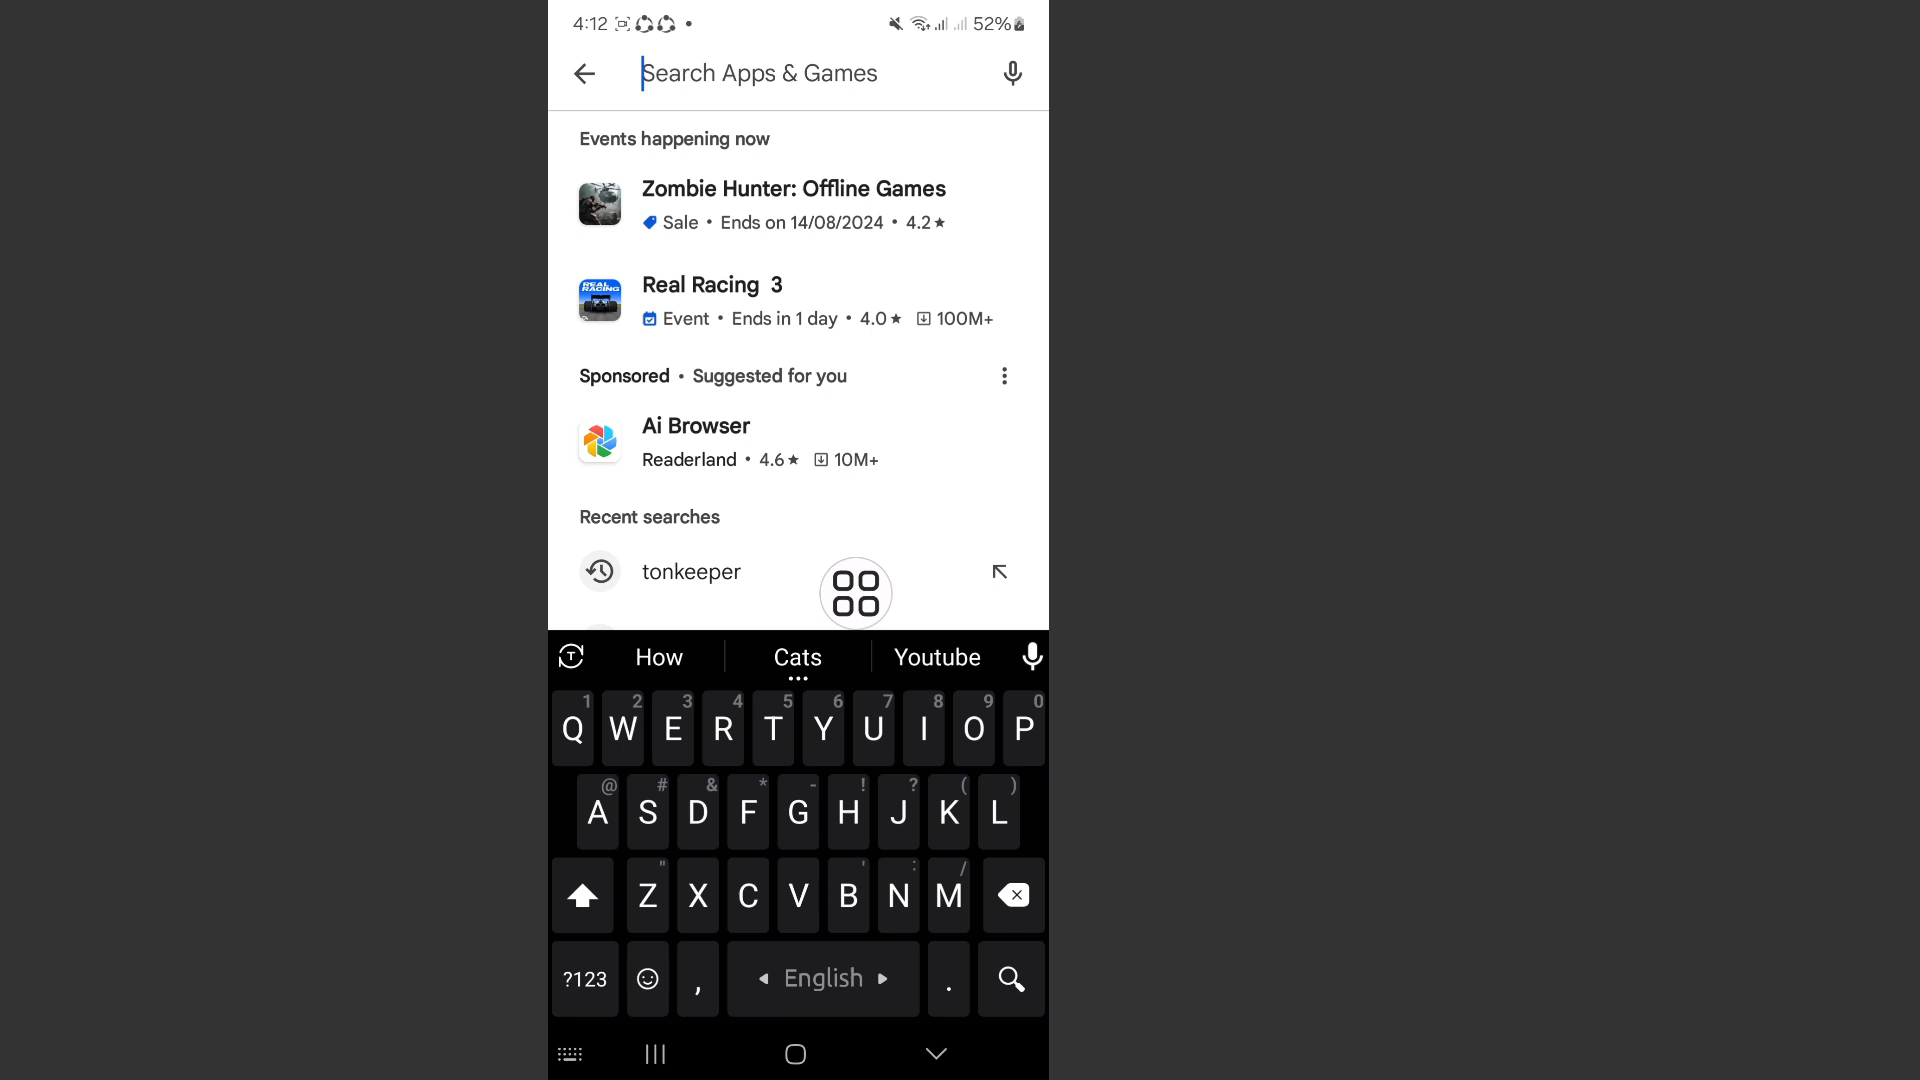 4:12 52%
Search Apps & Games
Events happening now
Zombie Hunter: Offline Games
Sale • Ends on 14/08/2024 • 4.2★
REAL RACING
Real Racing 3
Event • Ends in 1 day • 4.0★ 100M+
Sponsored • Suggested for you
Ai Browser
Readerland • 4.6★ 10M+
Recent searches
tonkeeper
T How Cats Youtube
1 2 3 4 5 6 7 8 9 0
Q W E R T Y U I O P
@ # & * - ! ? ( )
A S D F G H J K L
" ' : /
Z X C V B N M
?123 , English .